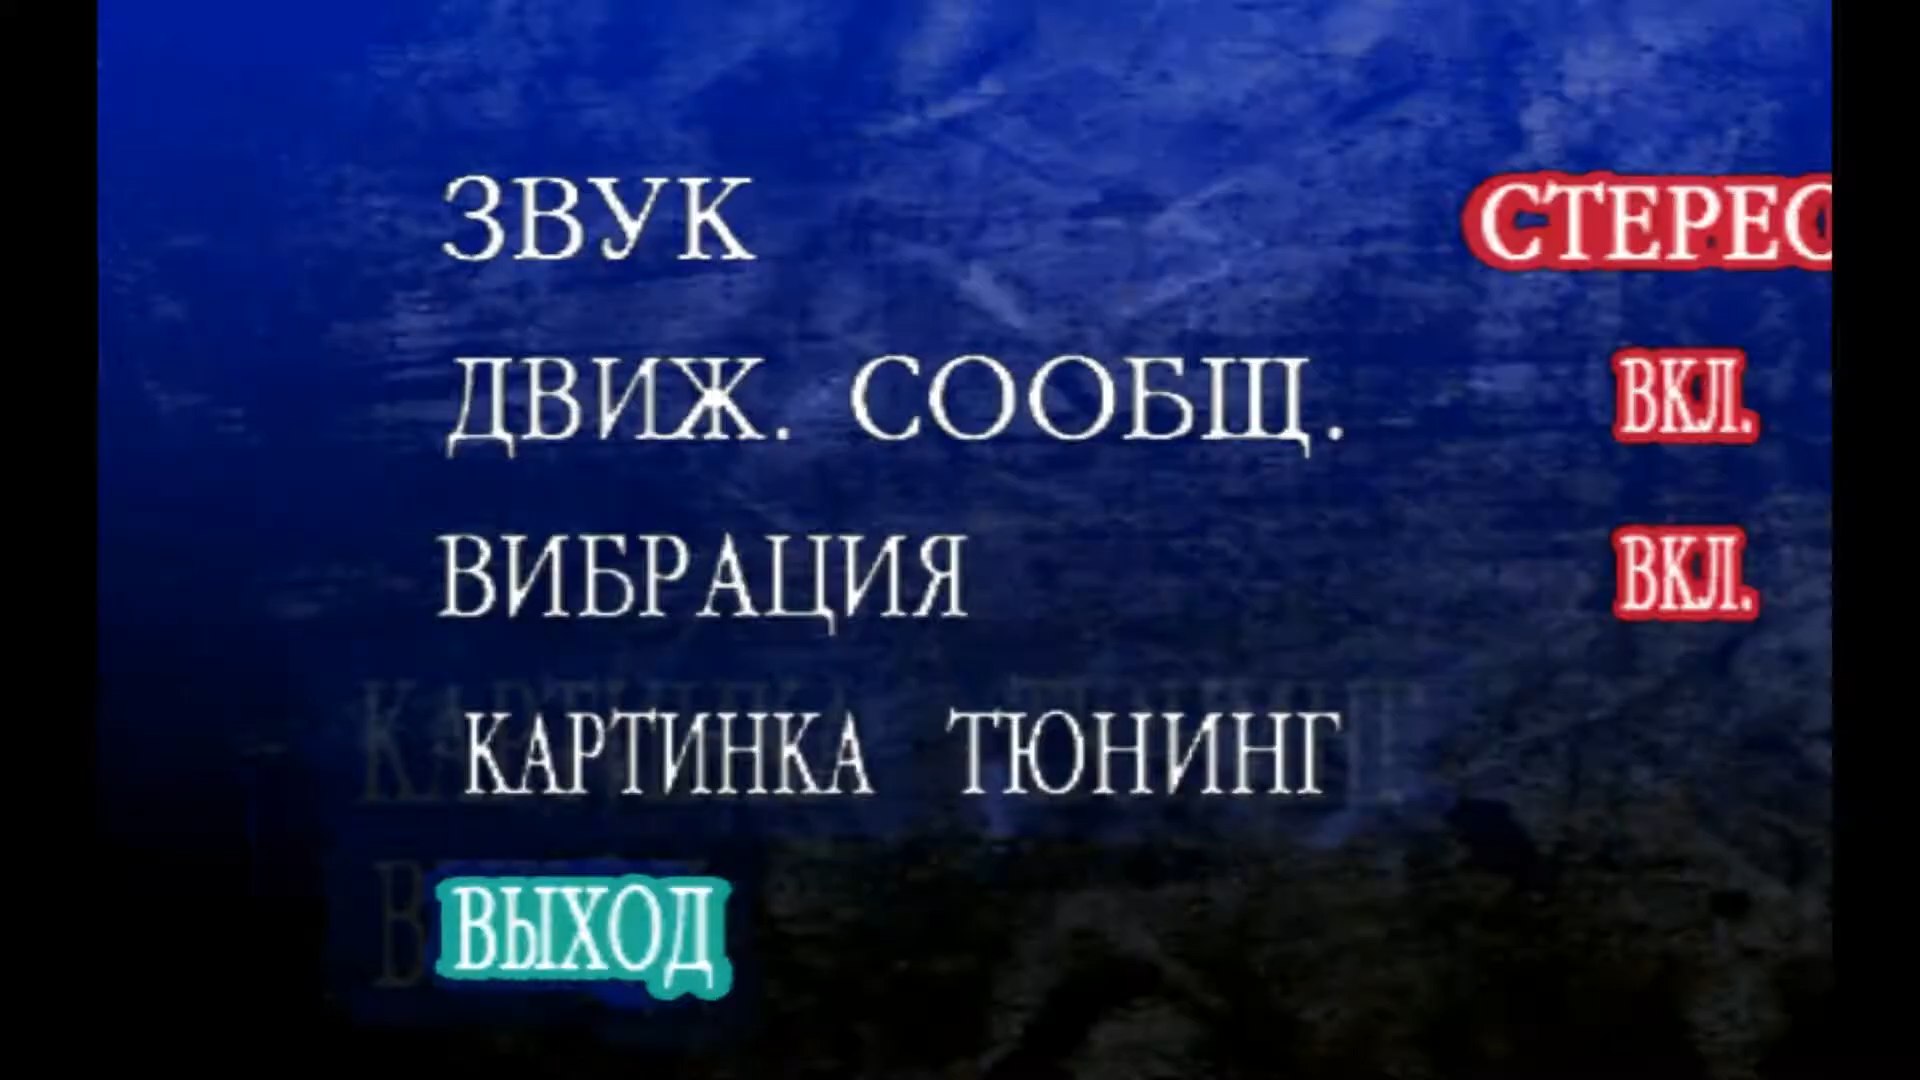 ЗВУК СТЕРЕО
ДВИЖ. СООБЩ. ВКЛ.
ВИБРАЦИЯ ВКЛ.
КАРТИНКА ТЮНИНГ
ВЫХОД